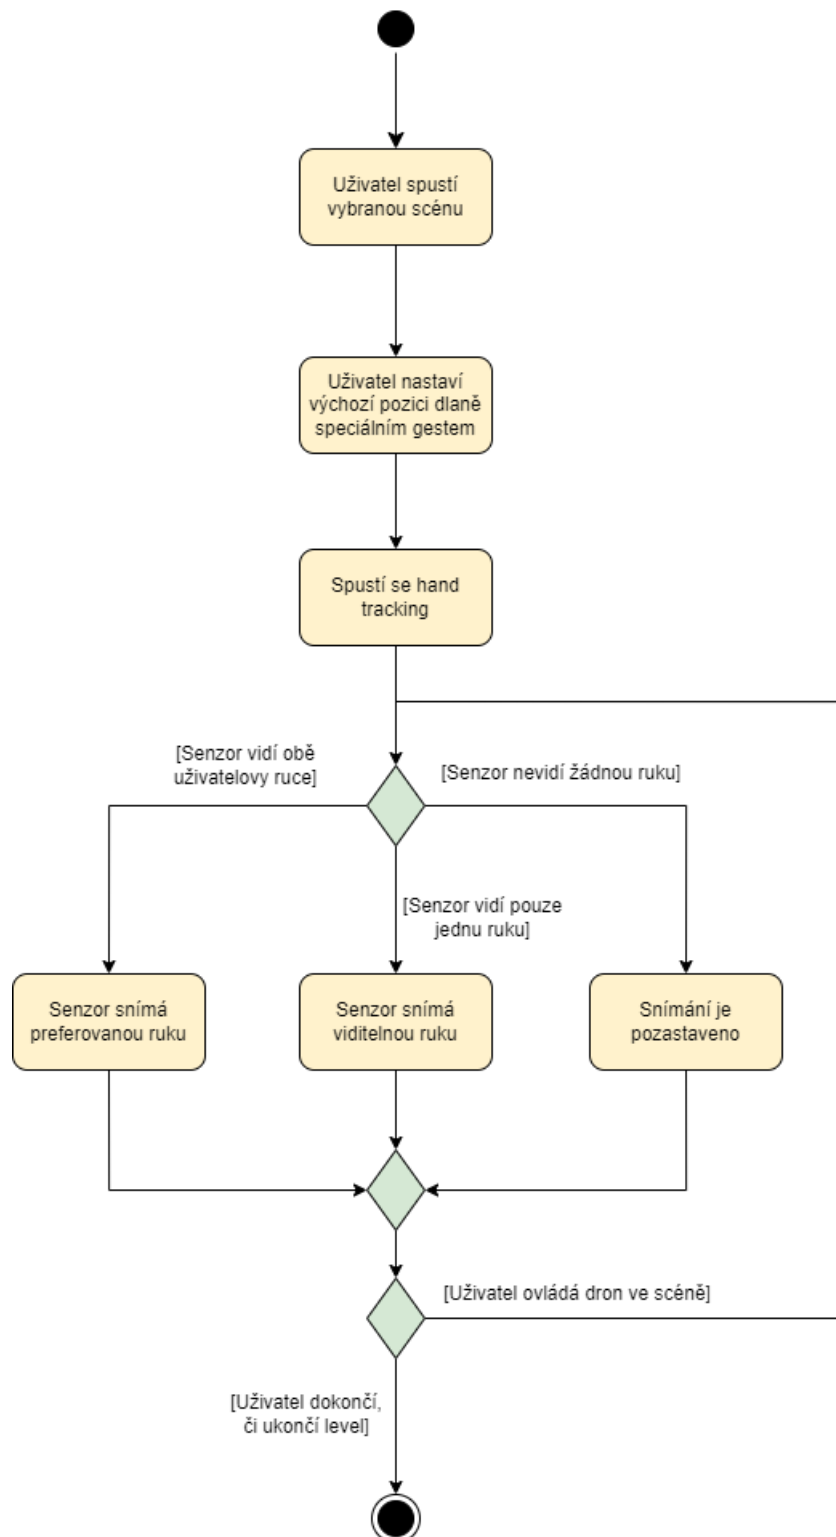 Uživatel spustí
vybranou scénu
Uživatel nastaví
výchozí pozici dlaně
speciálním gestem
Spustí se hand
tracking
[Senzor vidí obě
uživatelovy ruce]
[Senzor nevidí žádnou ruku]
[Senzor vidí pouze
jednu ruku]
Senzor snímá
preferovanou ruku
Senzor snímá
viditelnou ruku
Snímání je
pozastaveno
[Uživatel ovládá dron ve scéně]
[Uživatel dokončí,
či ukončí level]